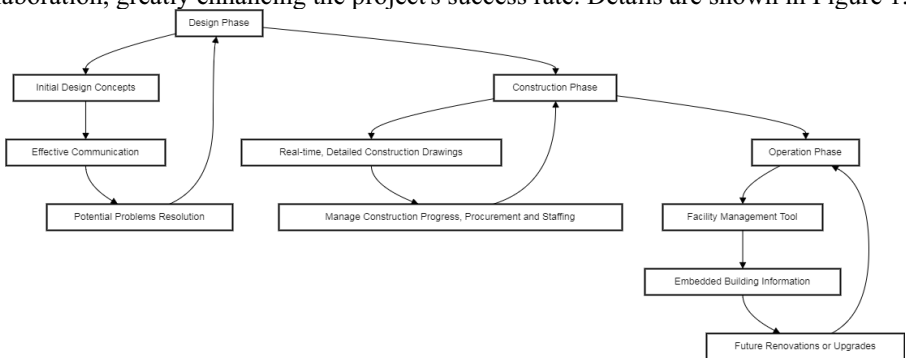 aboration, greatly enhancing the project's success rate. Details are shown in Figure 1.
Design Phase
Initial Design Concepts
Construction Phase
Effective Communication
Real-time, Detailed Construction Drawings
Operation Phase
Potential Problems Resolution
Manage Construction Progress, Procurement and Staffing
Facility Management Tool
Embedded Building Information
Future Renovations or Upgrades